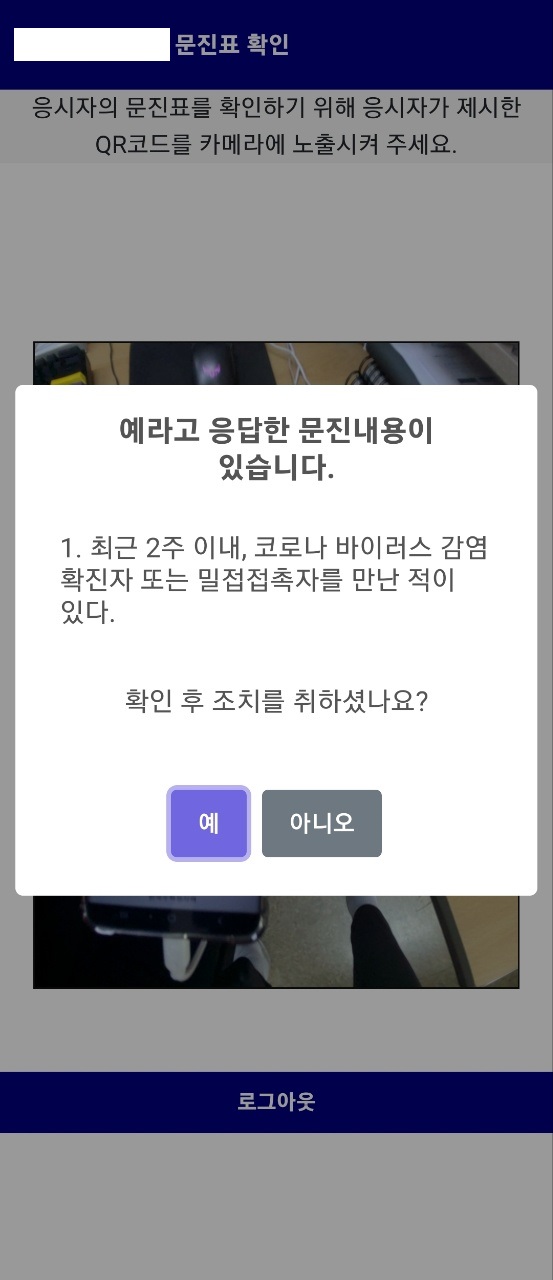 문진표 확인
응시자의 문진표를 확인하기 위해 응시자가 제시한
QR코드를 카메라에 노출시켜 주세요.
예라고 응답한 문진내용이
있습니다.
1. 최근 2주 이내, 코로나 바이러스 감염
확진자 또는 밀접접촉자를 만난 적이
있다.
확인 후 조치를 취하셨나요?
예
아니오
로그아웃